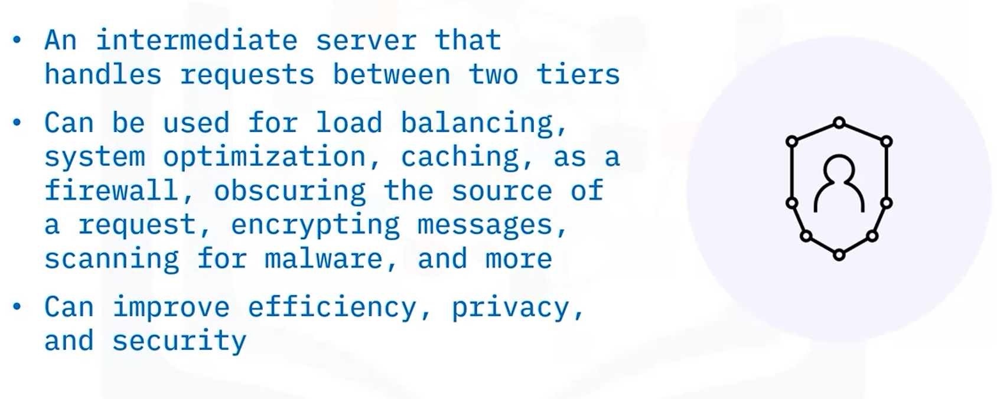 • An intermediate server that
handles requests between two tiers
• Can be used for load balancing,
system optimization, caching, as a
firewall, obscuring the source of
a request, encrypting messages,
scanning for malware, and more
• Can improve efficiency, privacy,
and security